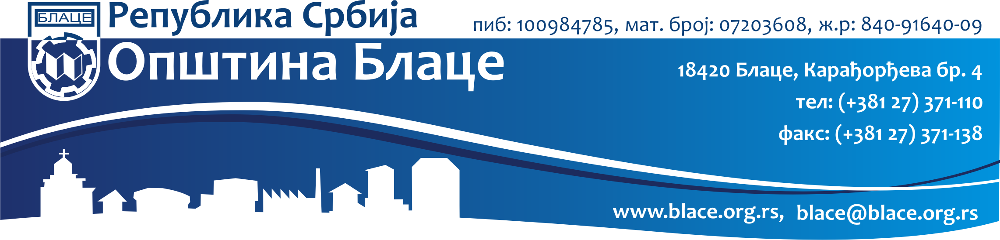 БЛАЦЕ
Република Србија
пиб: 100984785, мат. број: 07203608, ж.р: 840-91640-09
Општина Блаце
18420 Блаце, Карађорђева бр. 4
тел: (+381 27) 371-110
факс: (+381 27) 371-138
www.blace.org.rs, blace@blace.org.rs